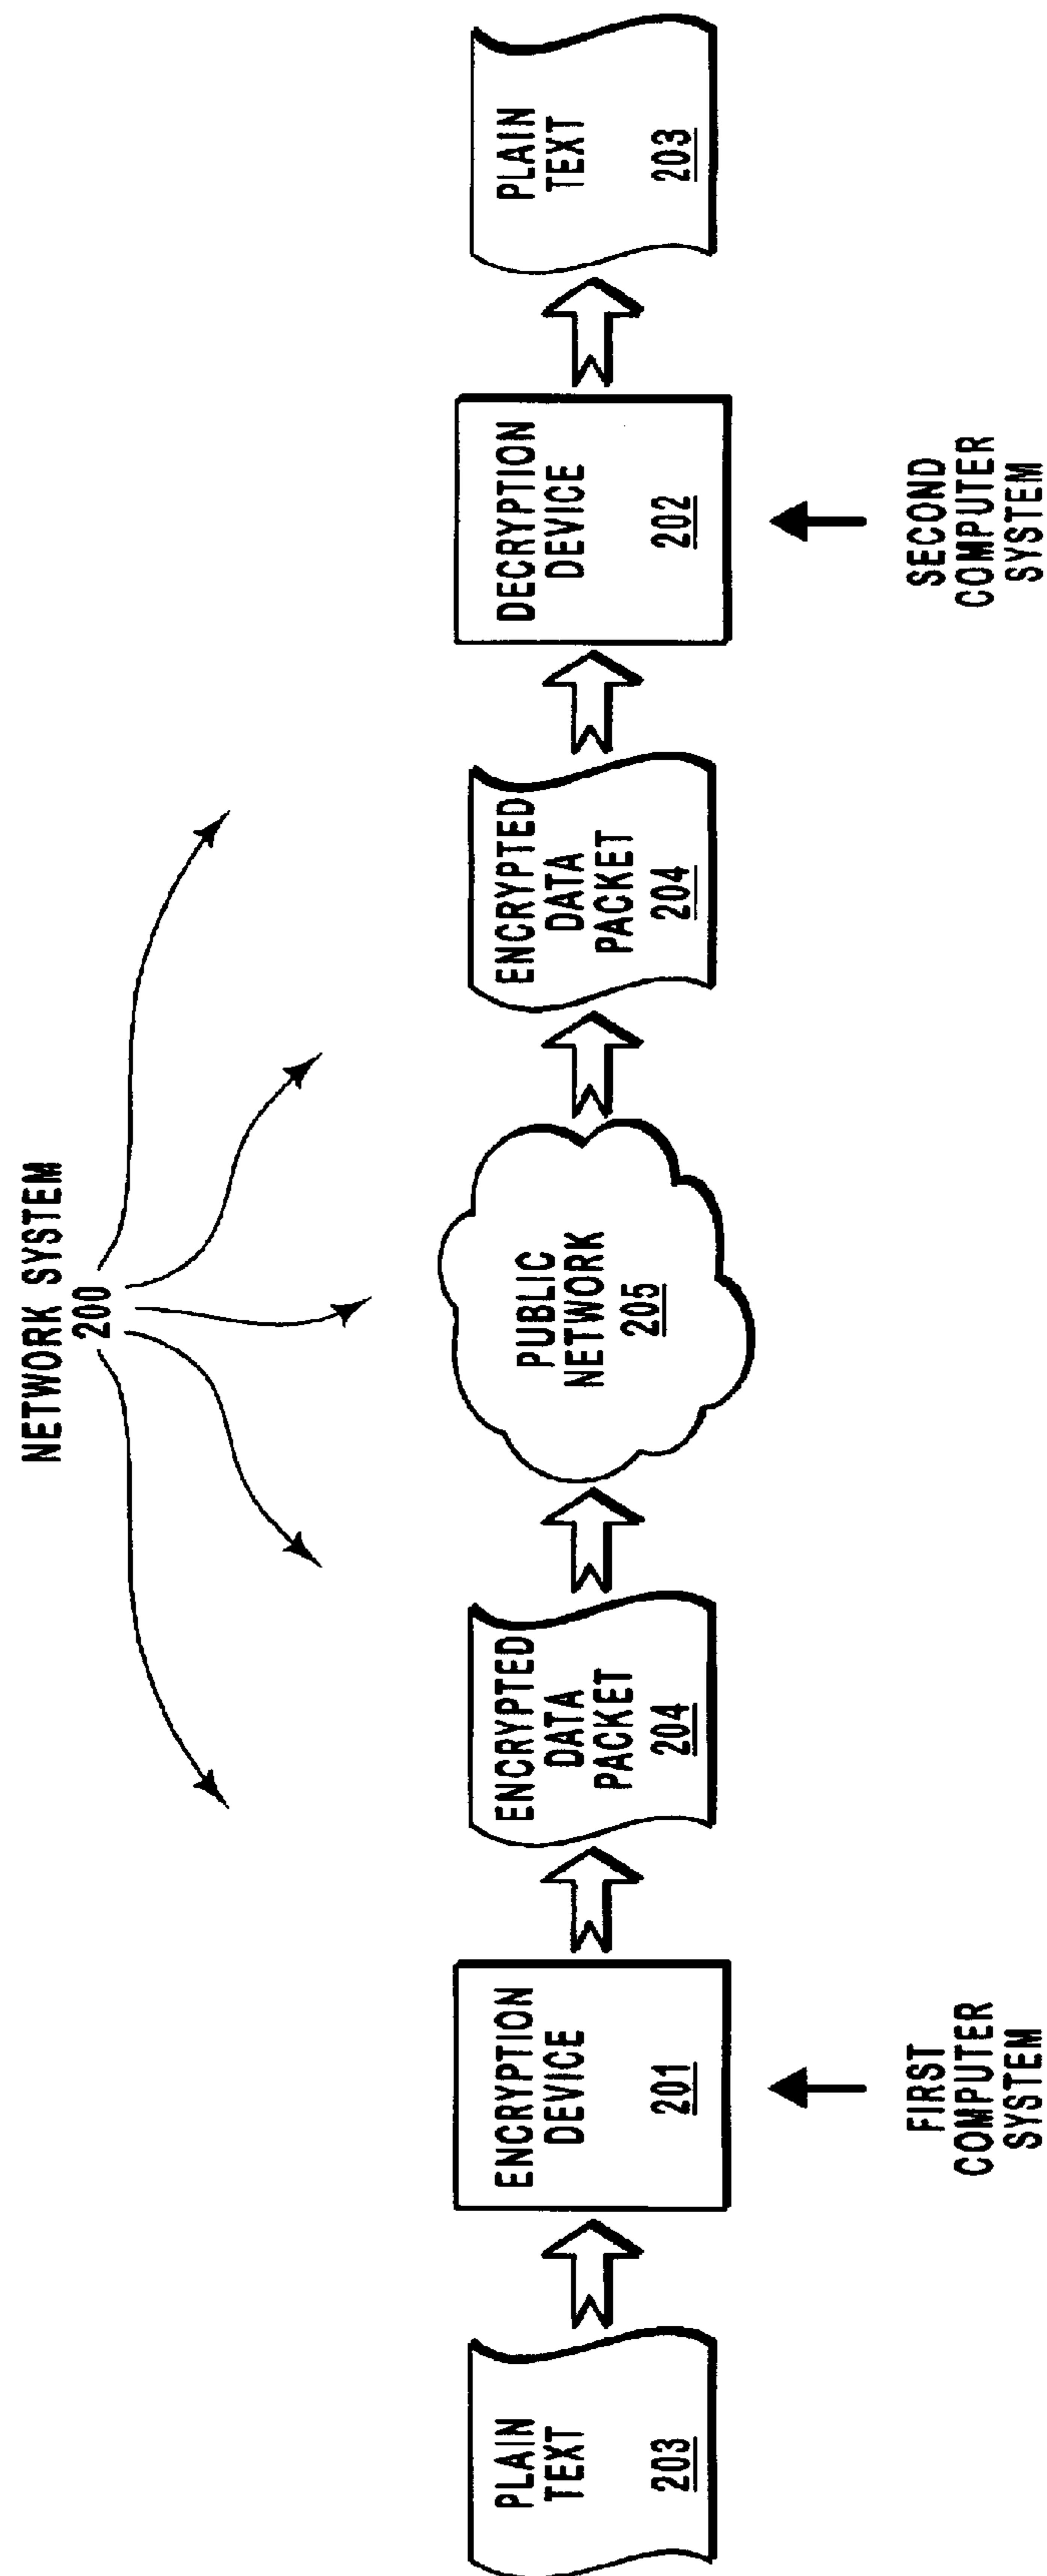 NETWORK SYSTEM
200
PLAIN
TEXT
203
ENCRYPTION
DEVICE
201
ENCRYPTED
DATA
PACKET
204
PUBLIC
NETWORK
205
ENCRYPTED
DATA
PACKET
204
DECRYPTION
DEVICE
202
PLAIN
TEXT
203
FIRST
COMPUTER
SYSTEM
SECOND
COMPUTER
SYSTEM